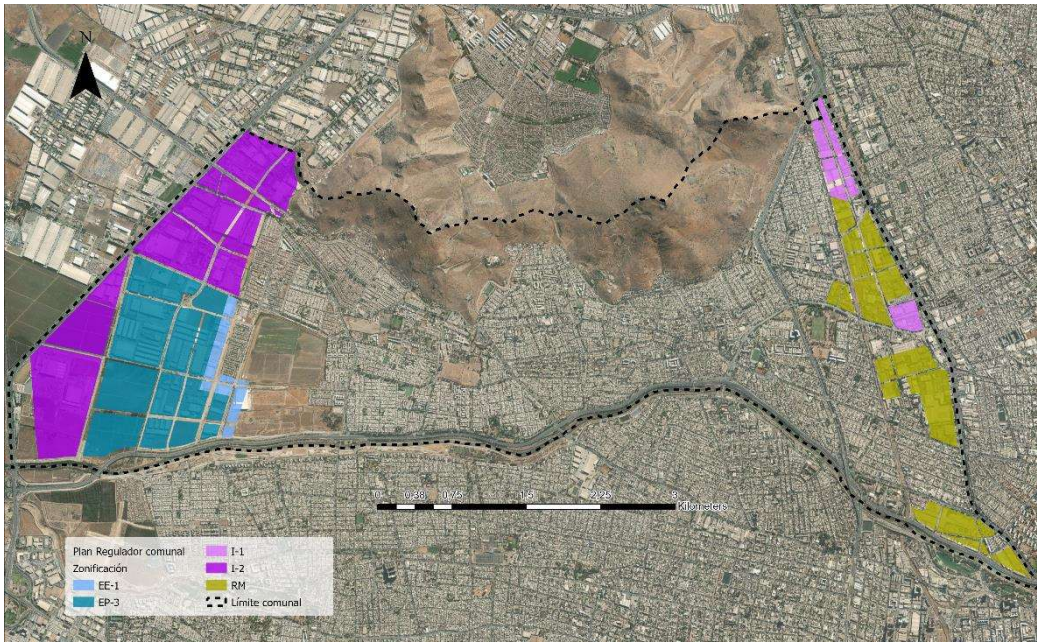 N
0 0.38 0.75 1.5 2.25 3
Kilometers
Plan Regulador comunal
Zonificación
EE-1
EP-3
I-1
I-2
RM
Límite comunal